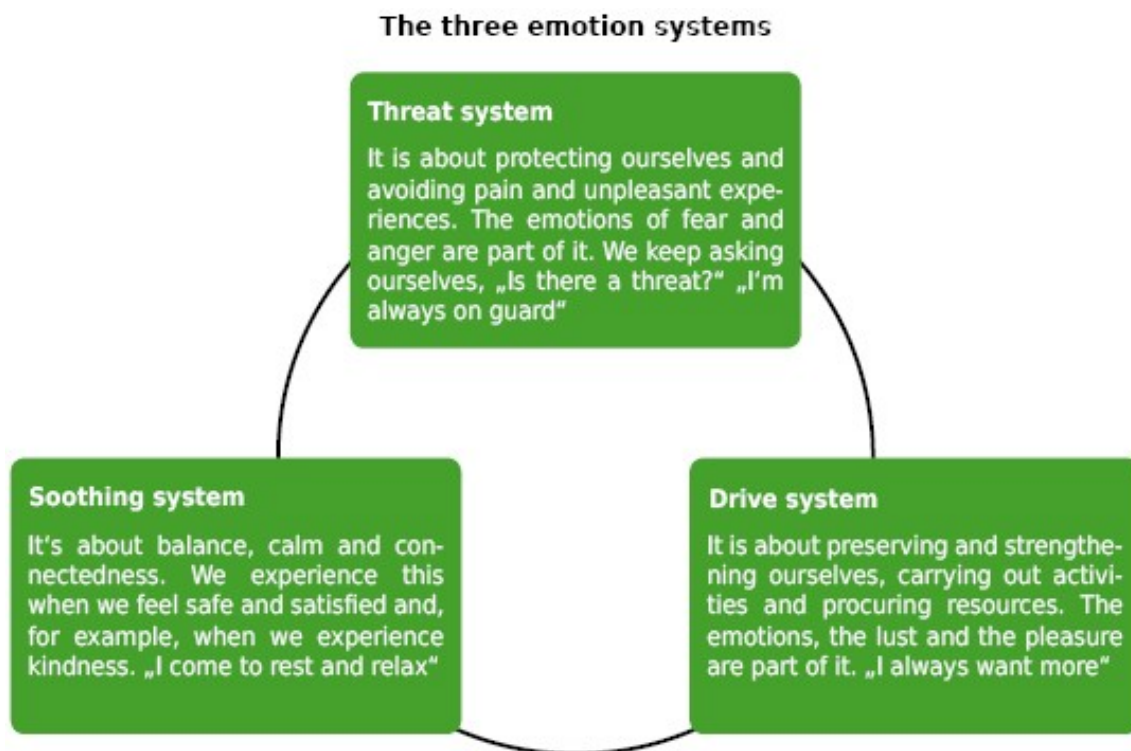 The three emotion systems
Threat system
It is about protecting ourselves and
avoiding pain and unpleasant expe-
riences. The emotions of fear and
anger are part of it. We keep asking
ourselves, „Is there a threat?“ „I'm
always on guard“
Soothing system
It's about balance, calm and con-
nectedness. We experience this
when we feel safe and satisfied and,
for example, when we experience
kindness. „I come to rest and relax“
Drive system
It is about preserving and strengthe-
ning ourselves, carrying out activi-
ties and procuring resources. The
emotions, the lust and the pleasure
are part of it. „I always want more“